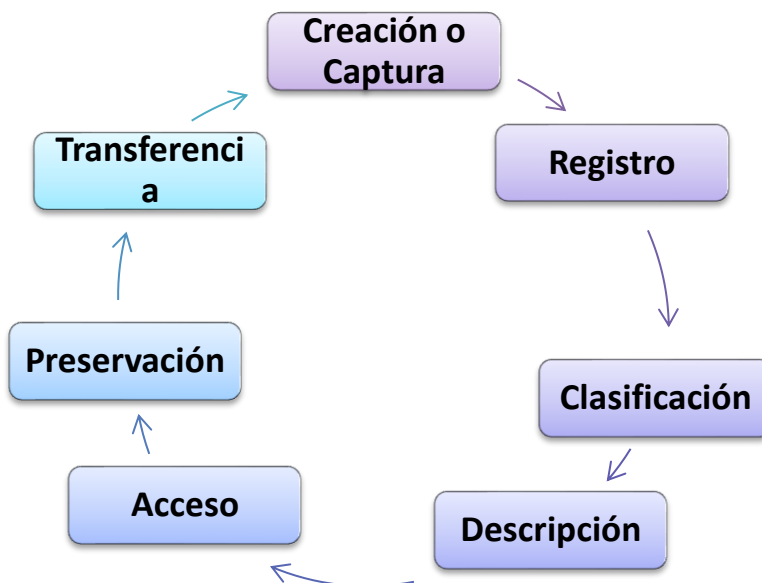 Creación o
Captura
Registro
Clasificación
Descripción
Acceso
Preservación
Transferenci
a